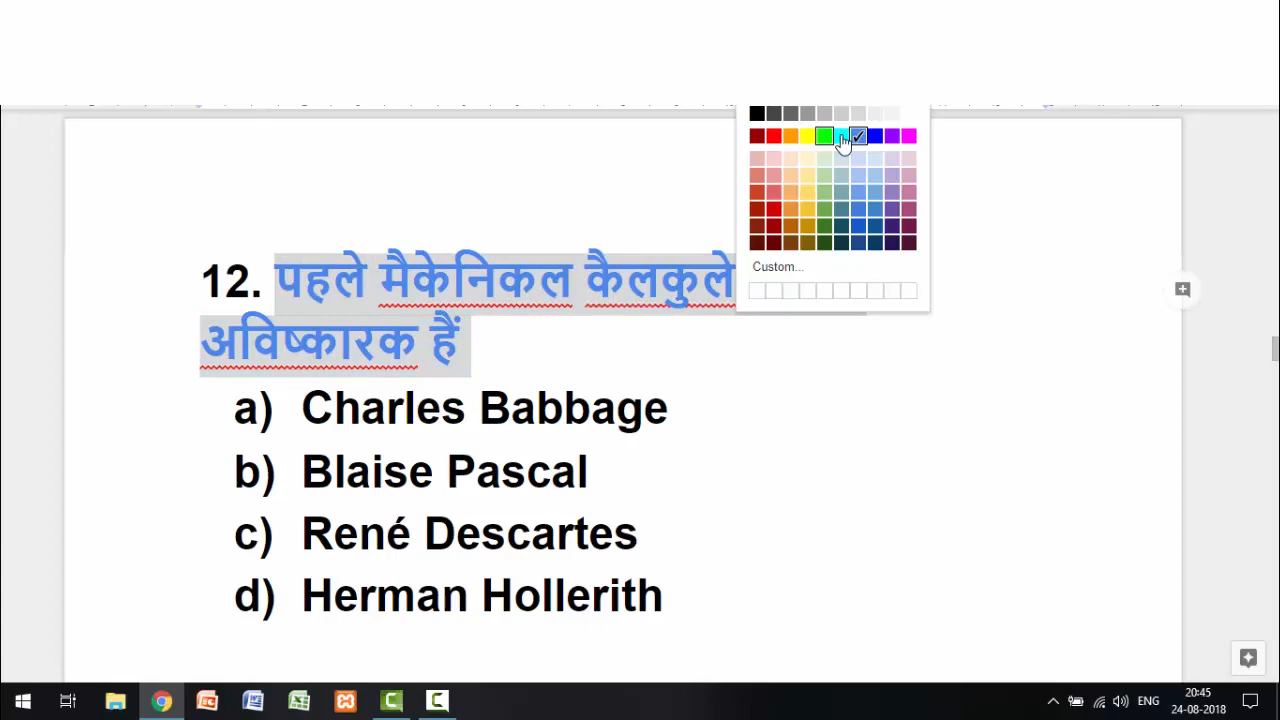 Custom...
12. पहले मैकेनिकल कैलकुले
अविष्कारक हैं
a) Charles Babbage
b) Blaise Pascal
c) René Descartes
d) Herman Hollerith
ENG
20:45
24-08-2018